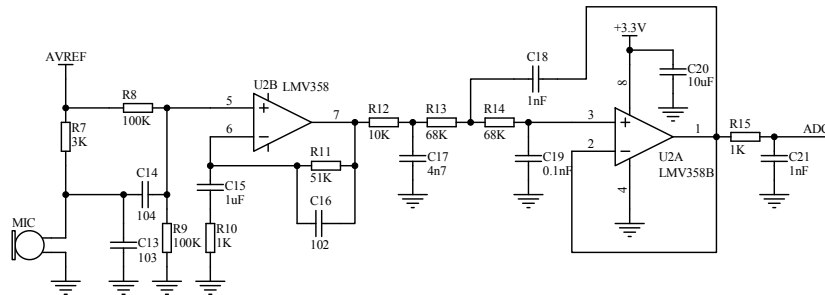 AVREF
R7
3K
R8
100K
C14
104
MIC
C13
103
R9
100K
C15
1uF
R10
1K
U2B
LMV358
5
6
7
R11
51K
C16
102
R12
10K
C17
4n7
R13
68K
R14
68K
C18
1nF
C19
0.1nF
+3.3V
C20
10uF
8
3
2
1
4
U2A
LMV358B
R15
1K
C21
1nF
ADC